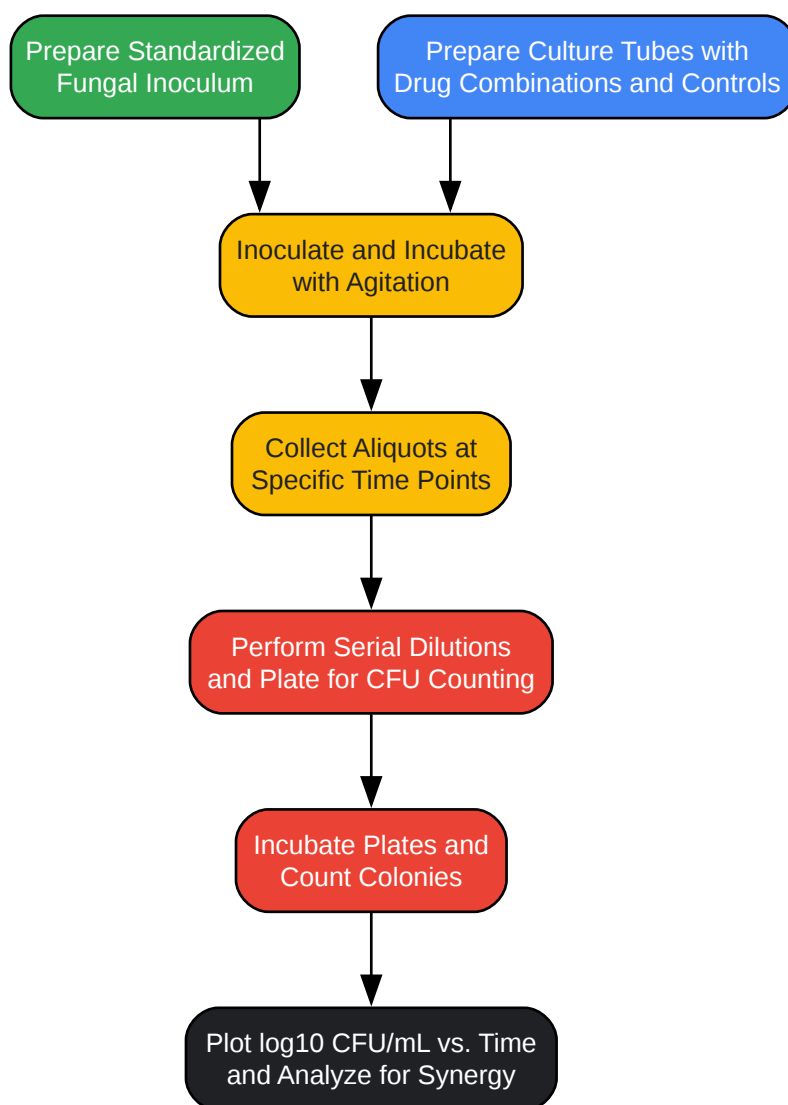 Prepare Standardized
Fungal Inoculum
Prepare Culture Tubes with
Drug Combinations and Controls
Inoculate and Incubate
with Agitation
Collect Aliquots at
Specific Time Points
Perform Serial Dilutions
and Plate for CFU Counting
Incubate Plates and
Count Colonies
Plot log10 CFU/mL vs. Time
and Analyze for Synergy